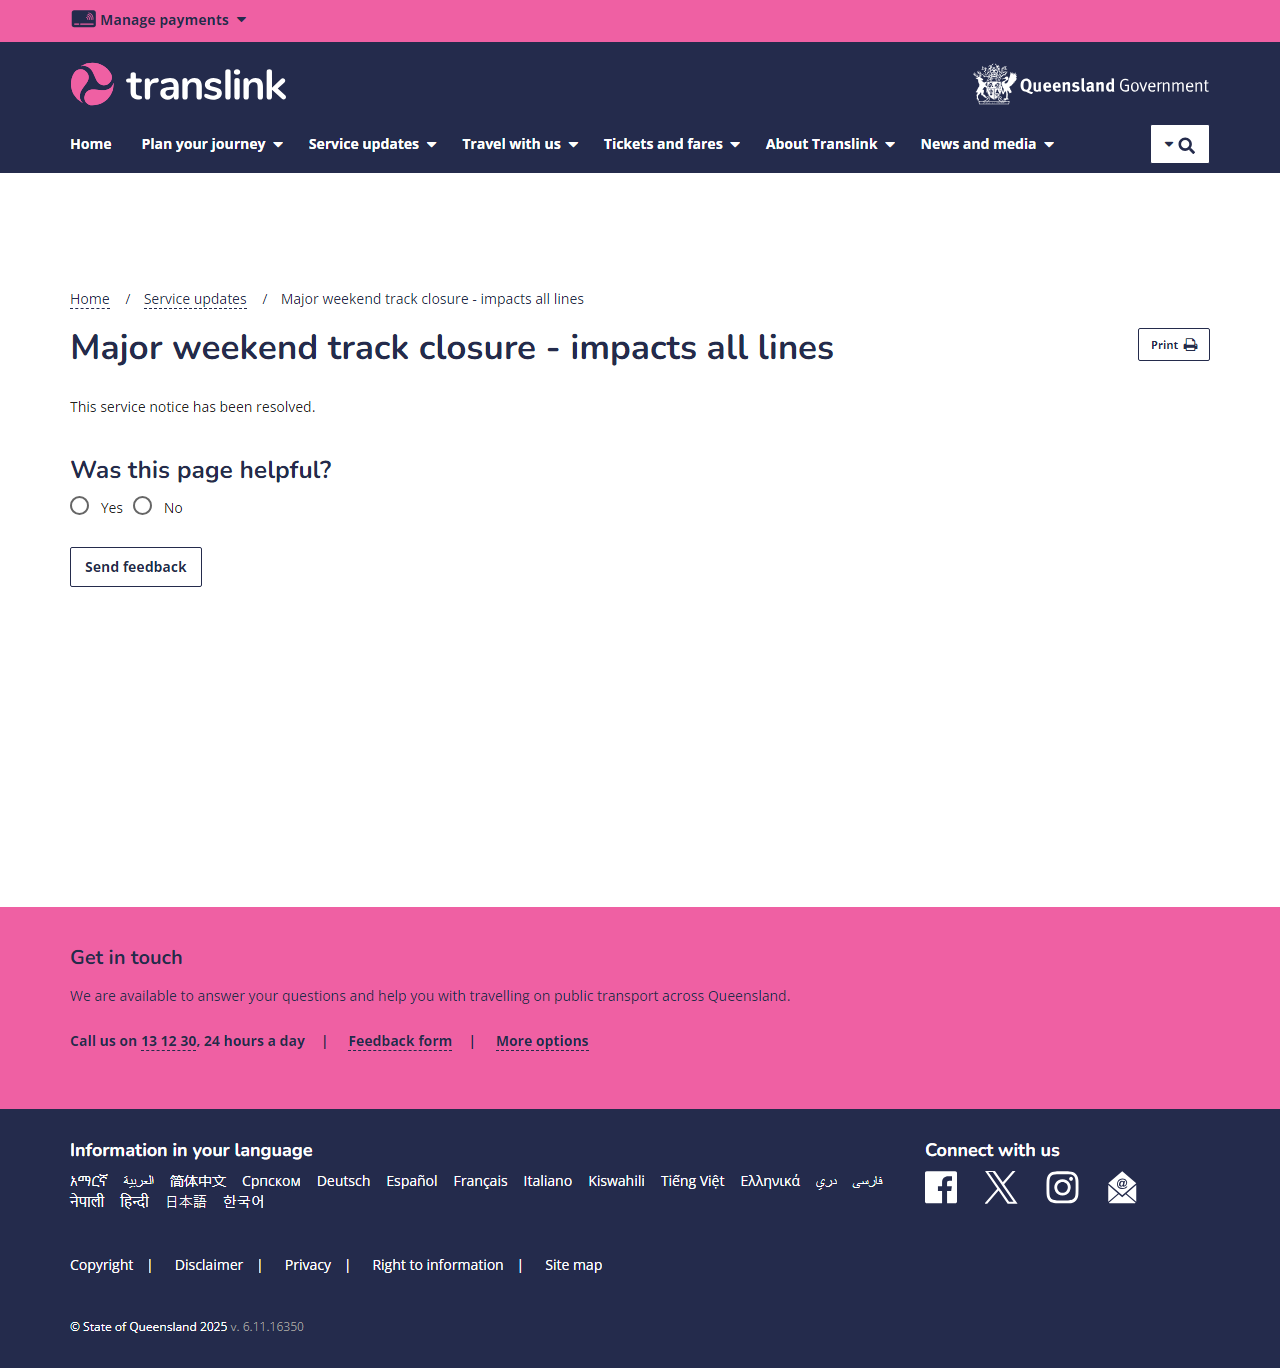 Manage payments
translink
Queensland Government
Home Plan your journey Service updates Travel with us Tickets and fares About Translink News and media
Home / Service updates / Major weekend track closure - impacts all lines
Major weekend track closure - impacts all lines
Print
This service notice has been resolved.
Was this page helpful?
Yes No
Send feedback
Get in touch
We are available to answer your questions and help you with travelling on public transport across Queensland.
Call us on 13 12 30, 24 hours a day | Feedback form | More options
Information in your language
Connect with us
አማርኛ العربية 简体中文 Српском Deutsch Español Français Italiano Kiswahili Tiếng Việt Ελληνικά دري فارسی
नेपाली हिन्दी 日本語 한국어
@
Copyright | Disclaimer | Privacy | Right to information | Site map
© State of Queensland 2025 v. 6.11.16350